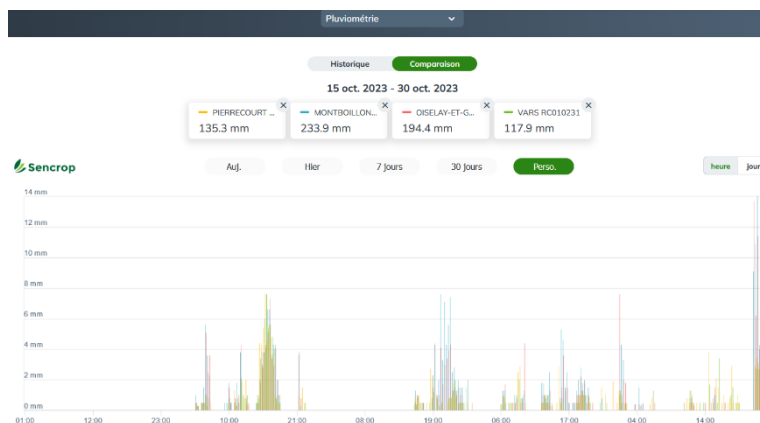 Pluviométrie
Historique Comparaison
15 oct. 2023 - 30 oct. 2023
PIERRECOURT ... MONTBOILLON... OISELAY-ET-G... VARS RC010231
135.3 mm 233.9 mm 194.4 mm 117.9 mm
Sencrop Auj. Hier 7 jours 30 jours Perso. heure jour
14 mm
12 mm
10 mm
8 mm
6 mm
4 mm
2 mm
0 mm
01:00 12:00 23:00 10:00 21:00 08:00 19:00 06:00 17:00 04:00 14:00